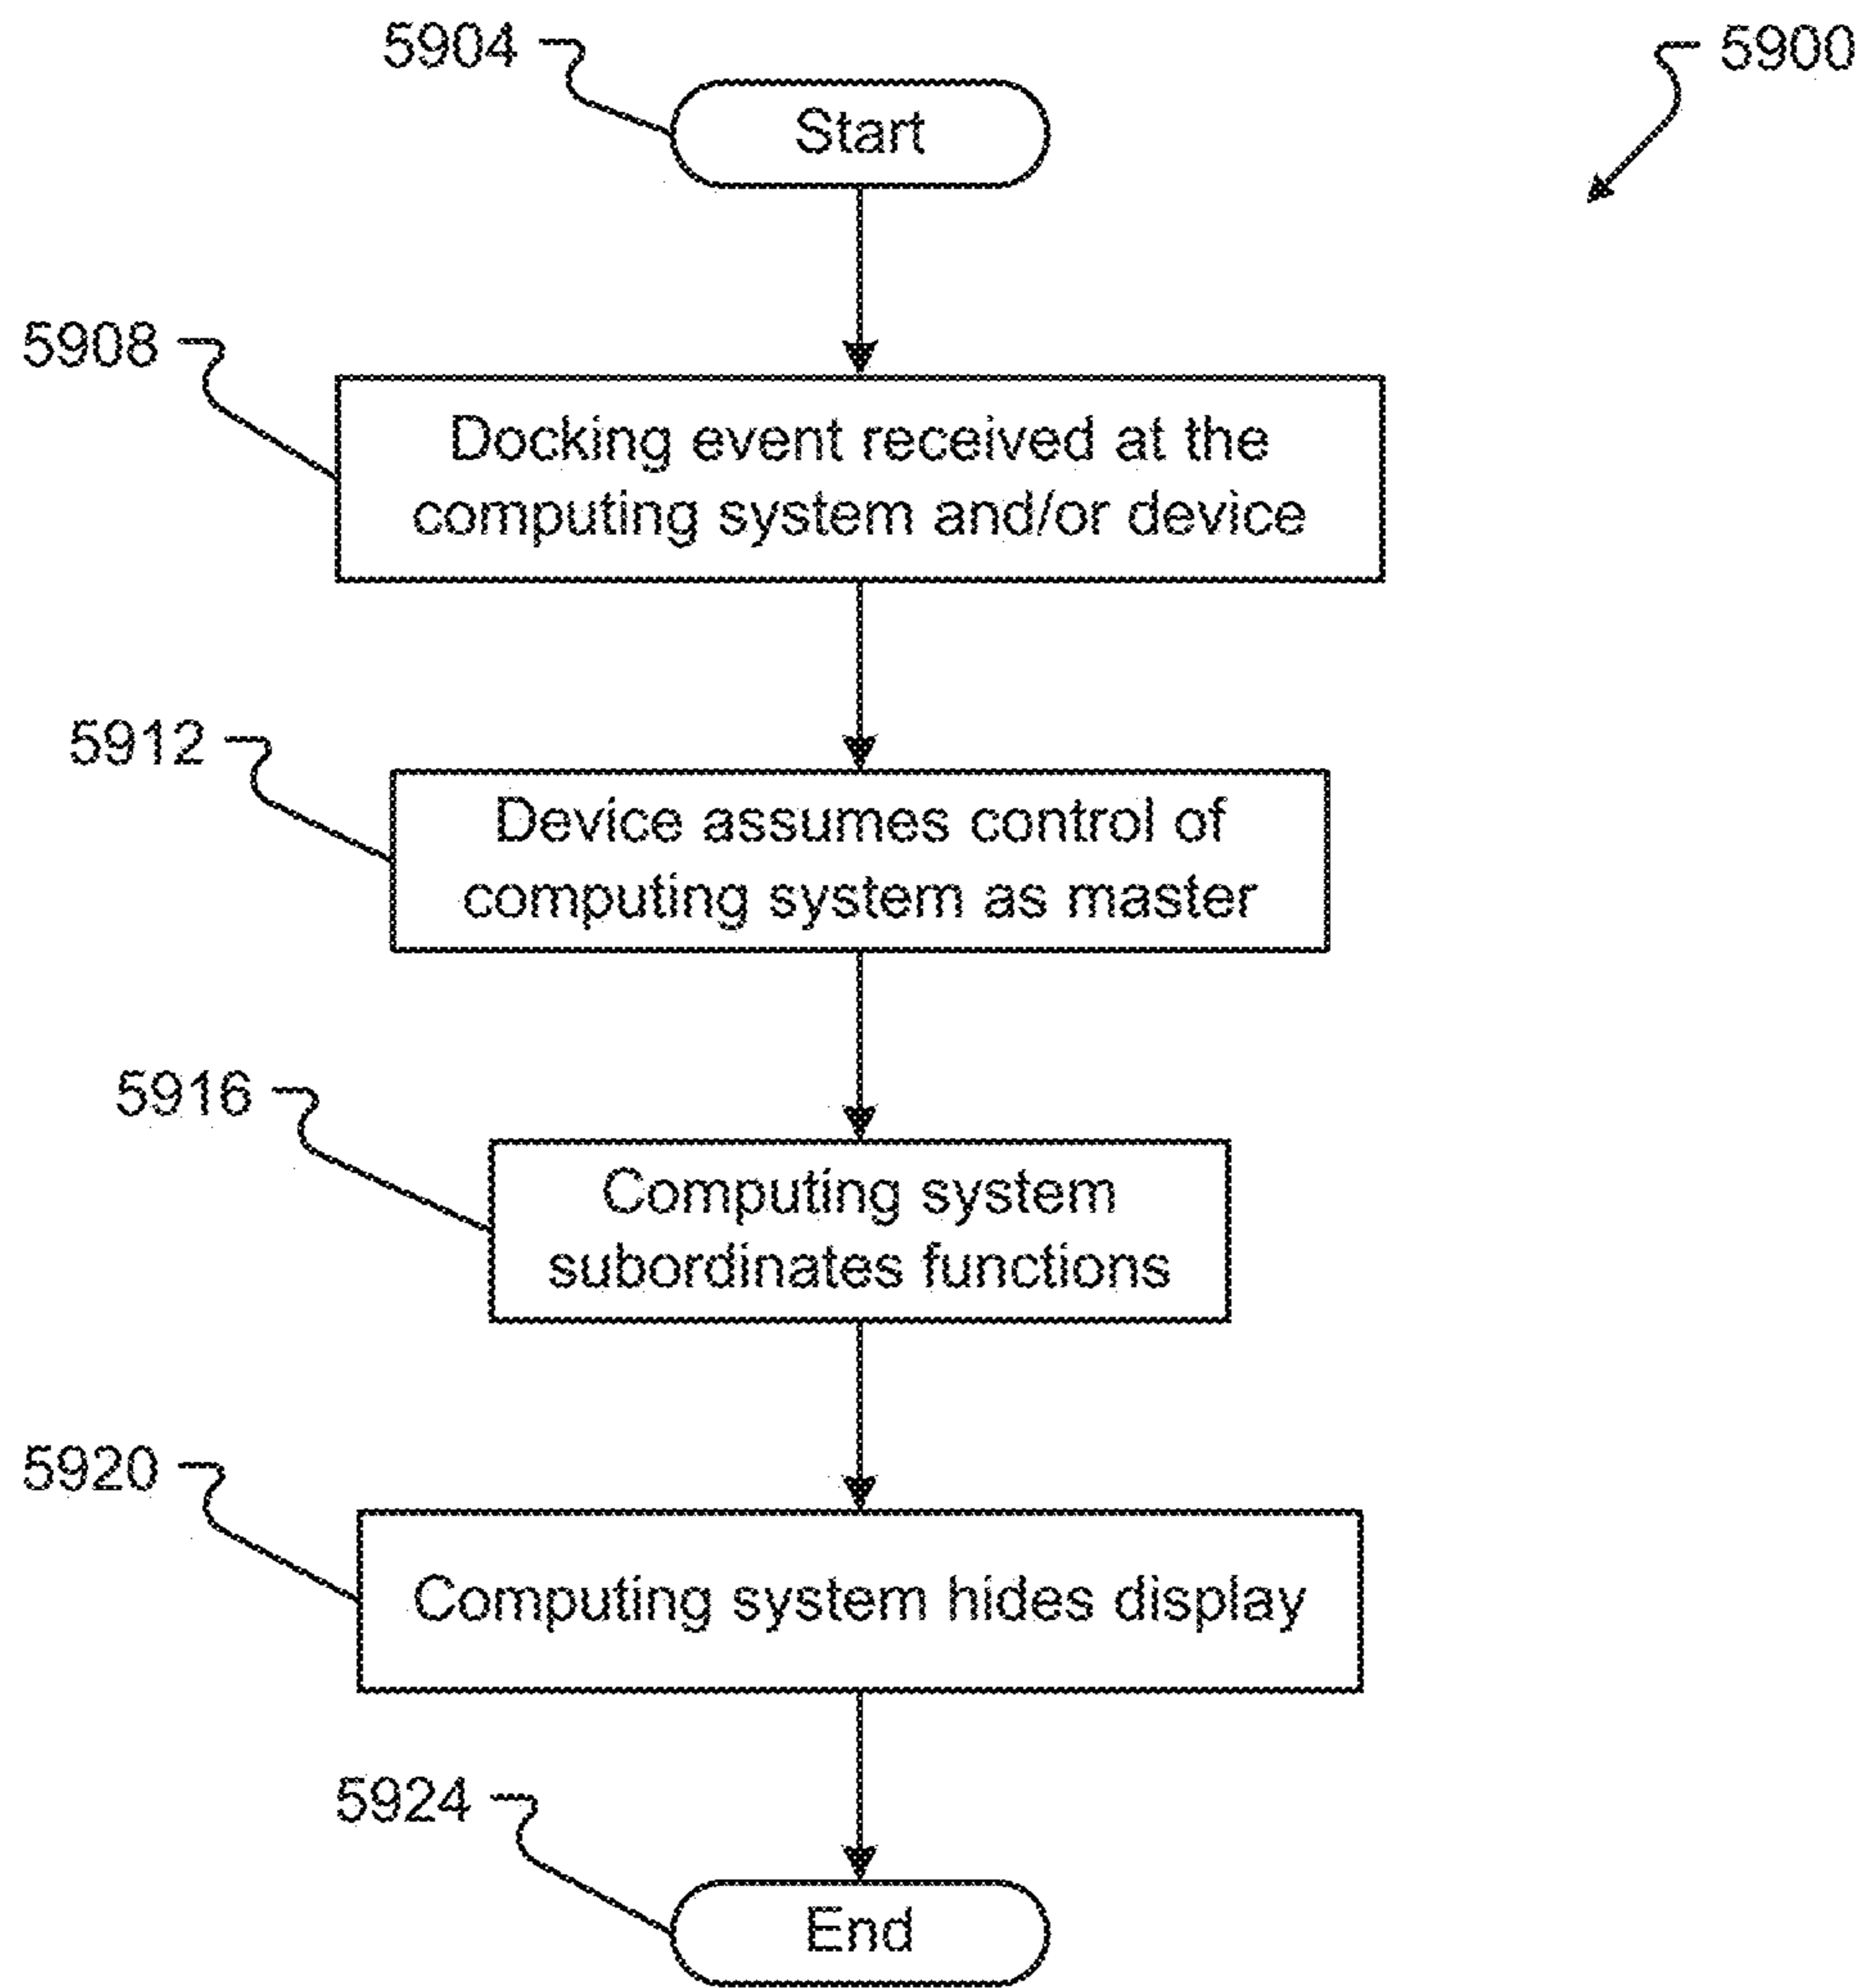 5904
5900
Start
5908
Docking event received at the
computing system and/or device
5912
Device assumes control of
computing system as master
5916
Computing system
subordinates functions
5920
Computing system hides display
5924
End